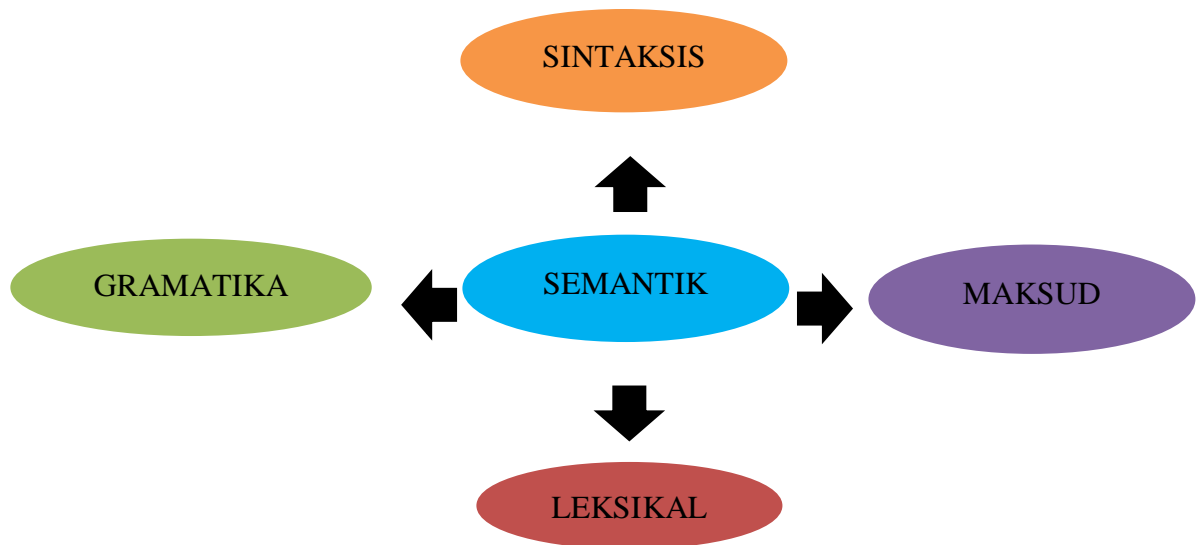 SINTAKSIS
GRAMATIKA
SEMANTIK
MAKSUD
LEKSIKAL